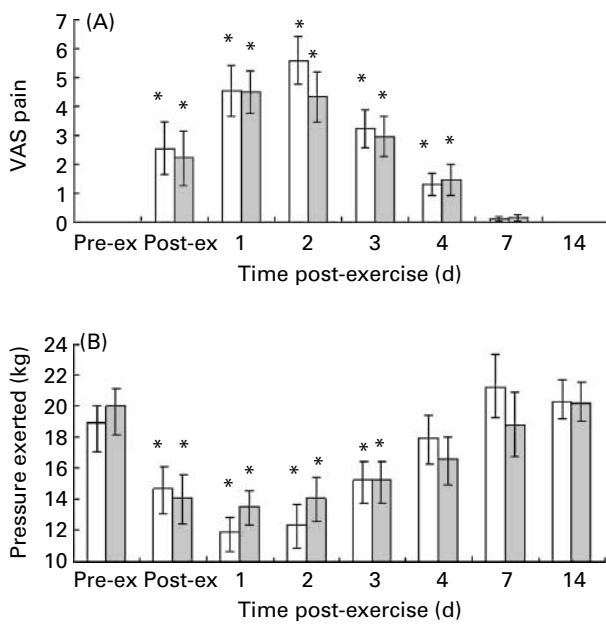 (A)
VAS pain
7
6
5
4
3
2
1
0
* * * * * * * * * *
Pre-ex Post-ex 1 2 3 4 7 14
Time post-exercise (d)
(B)
Pressure exerted (kg)
24
22
20
18
16
14
12
10
* * * * * * * *
Pre-ex Post-ex 1 2 3 4 7 14
Time post-exercise (d)